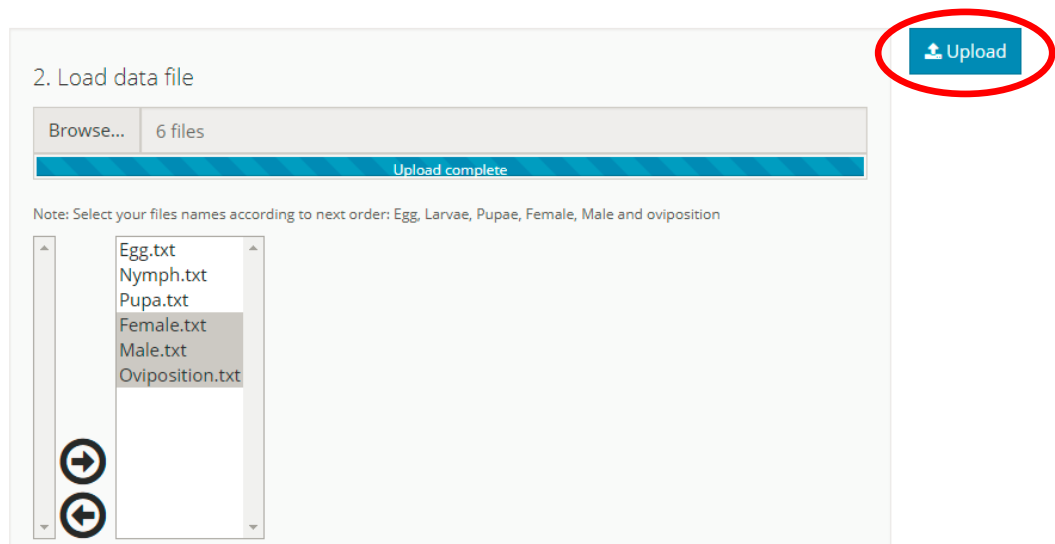 Upload
2. Load data file
Browse... 6 files
Upload complete
Note: Select your files names according to next order: Egg, Larvae, Pupae, Female, Male and oviposition
Egg.txt
Nymph.txt
Pupa.txt
Female.txt
Male.txt
Oviposition.txt